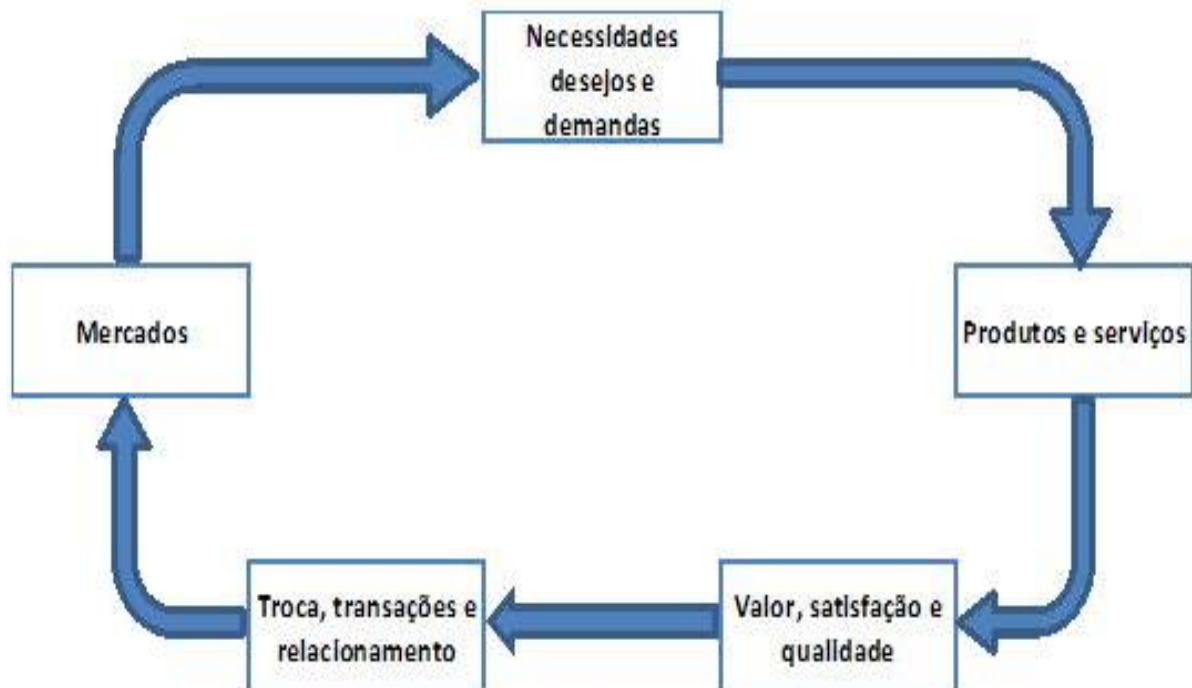 Necessidades
desejos e
demandas
Mercados
Produtos e serviços
Troca, transações e
relacionamento
Valor, satisfação e
qualidade